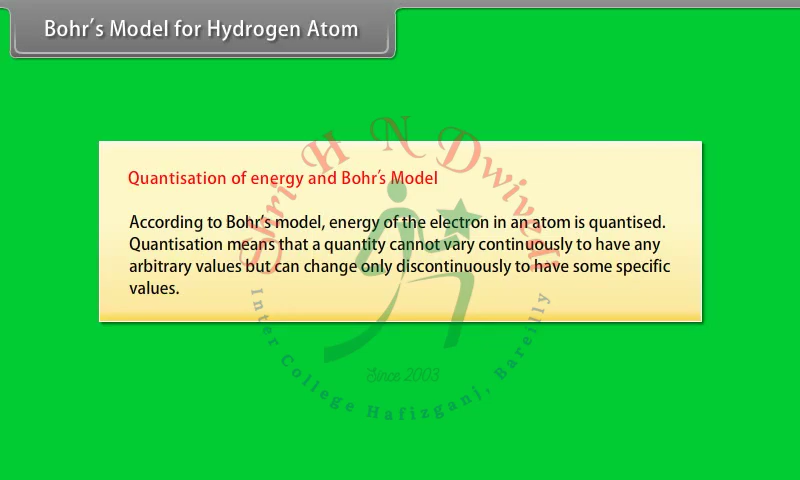 Bohr's Model for Hydrogen Atom
Shri H N Dwivedi
Quantisation of energy and Bohr's Model
According to Bohr's model, energy of the electron in an atom is quantised.
Quantisation means that a quantity cannot vary continuously to have any
arbitrary values but can change only discontinuously to have some specific
values.
Since 2003
Inter College Hafizganj, Bareilly